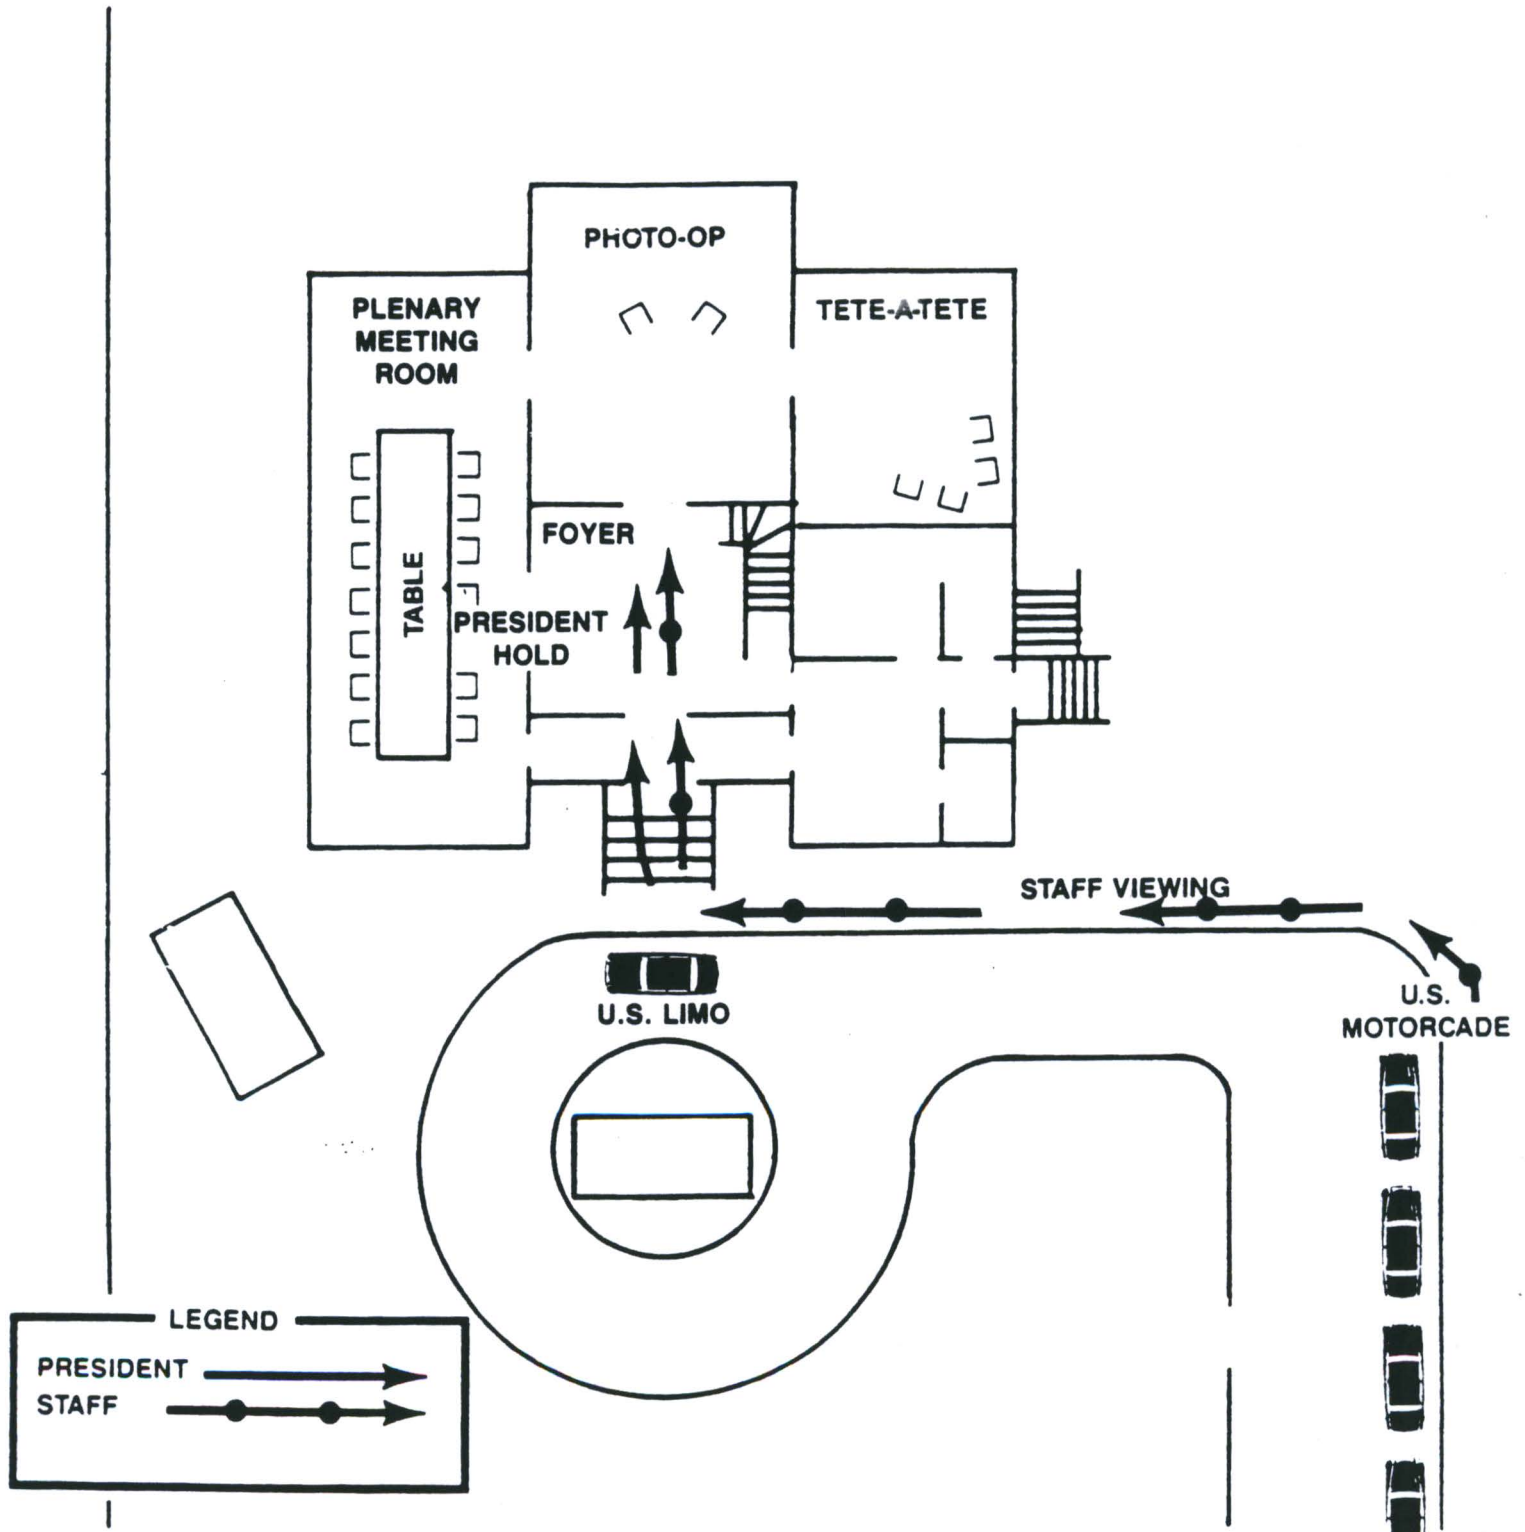 PHOTO-OP
PLENARY
MEETING
ROOM
TETE-A-TETE
FOYER
TABLE
PRESIDENT
HOLD
STAFF VIEWING
U.S. LIMO
U.S.
MOTORCADE
LEGEND
PRESIDENT
STAFF